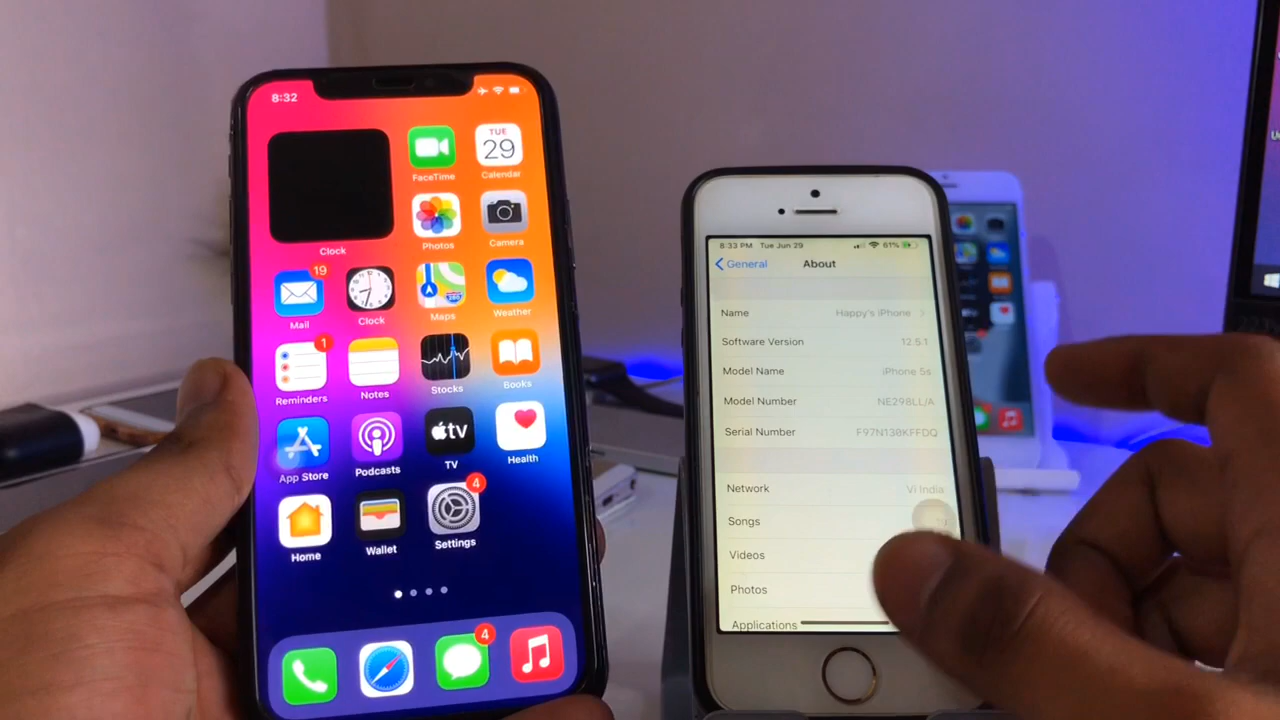 8:32
TUE
29
FaceTime
Calendar
Clock
Photos
Camera
19
Mail
Clock
280
Maps
Weather
1
Reminders
Notes
Stocks
Books
App Store
Podcasts
tv
TV
Health
4
Home
Wallet
Settings
4
8:33 PM Tue Jun 29
61%
General
About
Name Happy's iPhone
Software Version 12.5.1
Model Name iPhone 5s
Model Number NE298LL/A
Serial Number F97N130KFFDQ
Network Vi India
Songs
Videos
Photos
Applications